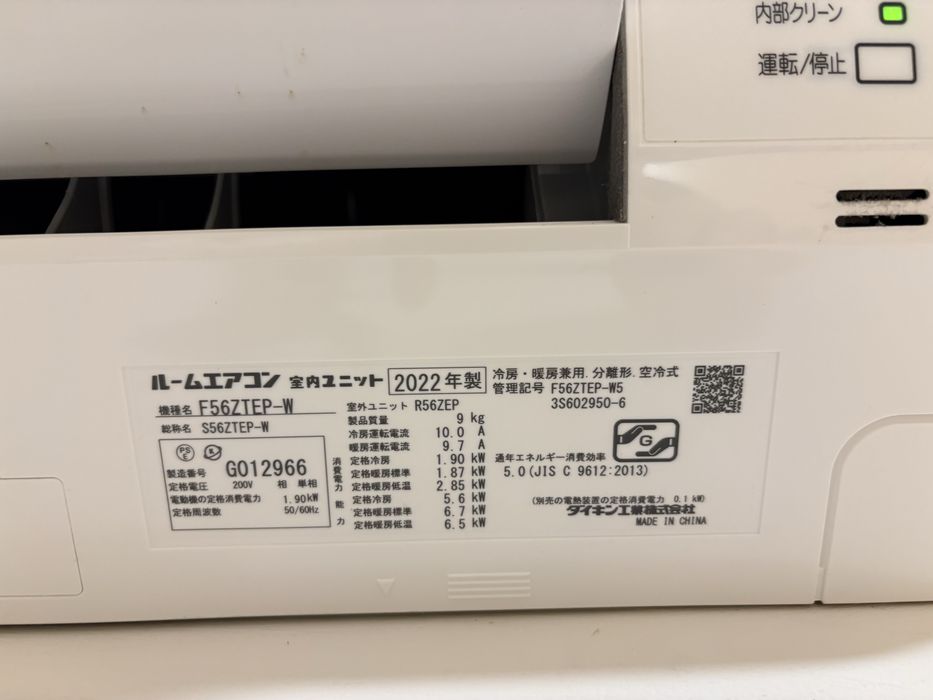 内部クリーン
運転/停止
ルームエアコン 室内ユニット 2022年製
冷房・暖房兼用.分離形.空冷式
管理記号 F56ZTEP-W5
3S602950-6
機種名 F56ZTEP-W
総称名 S56ZTEP-W
PS
E
製造番号 G012966
定格電圧 200V 相 単相
電動機の定格消費電力 1.90kW
定格周波数 50/60Hz
室外ユニット R56ZEP
製品質量 9 kg
冷房運転電流 10.0 A
暖房運転電流 9.7 A
消費電力
定格冷房 1.90 kW
定格暖房標準 1.87 kW
定格暖房低温 2.85 kW
能力
定格冷房 5.6 kW
定格暖房標準 6.7 kW
定格暖房低温 6.5 kW
G
通年エネルギー消費効率
5.0(JIS C 9612:2013)
(別売の電熱装置の定格消費電力 0.1 kW)
ダイキン工業株式会社
MADE IN CHINA